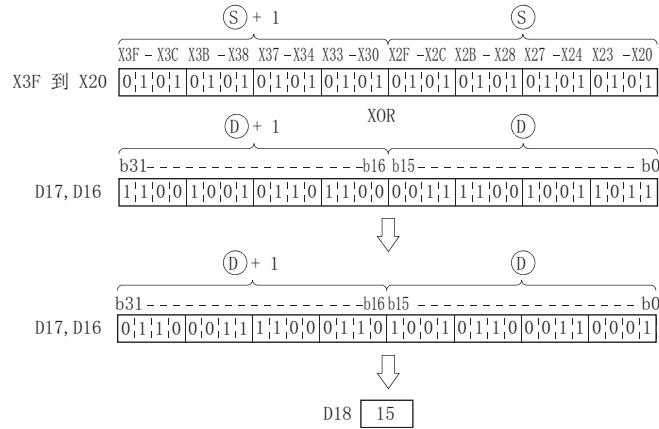 Ⓢ + 1 Ⓢ
X3F - X3C X3B - X38 X37 - X34 X33 - X30 X2F - X2C X2B - X28 X27 - X24 X23 - X20
X3F 到 X20 0 1 0 1 0 1 0 1 0 1 0 1 0 1 0 1 0 1 0 1 0 1 0 1 0 1 0 1 0 1 0 1
XOR
Ⓓ + 1 Ⓓ
b31 - - - - - - - - - - - - - - - - - - - - - b16 b15 - - - - - - - - - - - - - - - - - - - - - b0
D17, D16 1 1 0 0 1 0 0 1 0 1 1 0 1 1 0 0 0 0 1 1 1 1 0 0 1 0 0 1 1 0 1 1
Ⓓ + 1 Ⓓ
b31 - - - - - - - - - - - - - - - - - - - - - b16 b15 - - - - - - - - - - - - - - - - - - - - - b0
D17, D16 0 1 1 0 0 0 1 1 1 1 0 0 0 1 1 0 1 0 0 1 0 1 1 0 0 0 1 1 0 0 0 1
D18 15